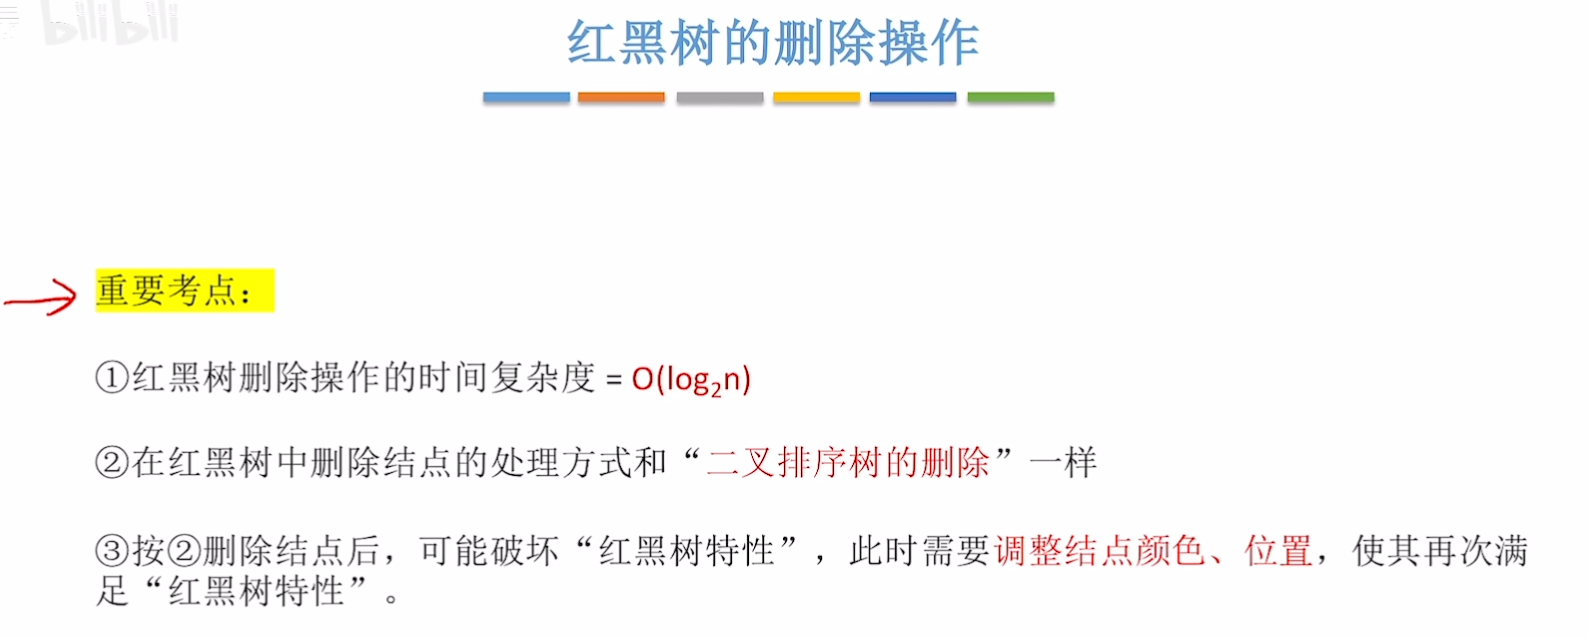 bilibili
红黑树的删除操作
重要考点：
①红黑树删除操作的时间复杂度 = O(log₂n)
②在红黑树中删除结点的处理方式和“二叉排序树的删除”一样
③按②删除结点后，可能破坏“红黑树特性”，此时需要调整结点颜色、位置，使其再次满
足“红黑树特性”。